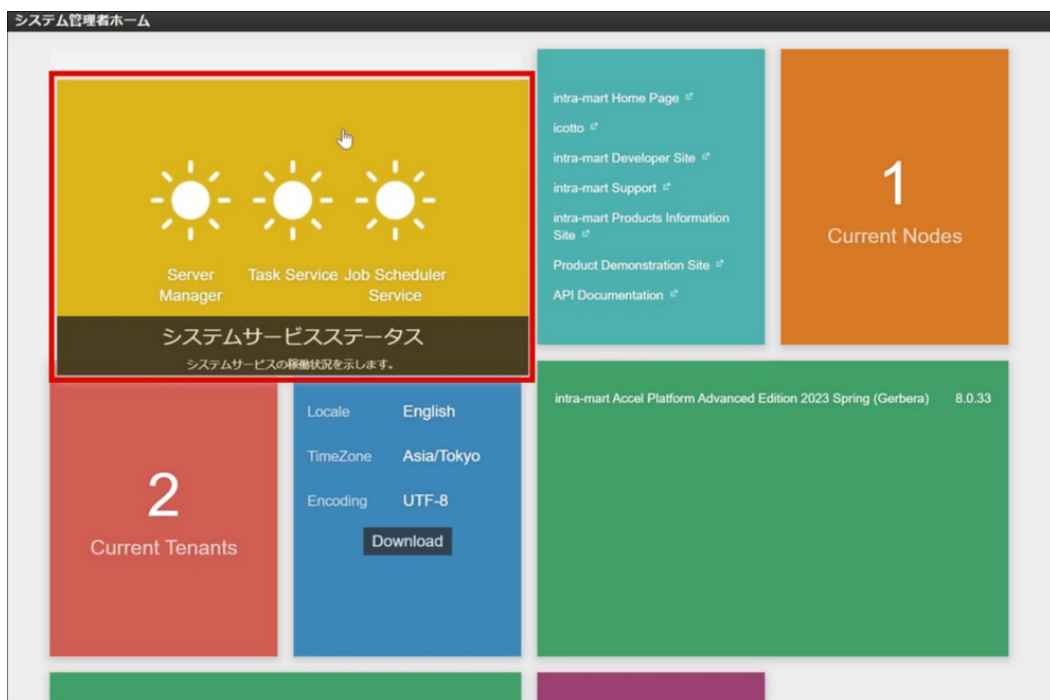 システム管理者ホーム
Server
Manager
Task Service
Job Scheduler
Service
システムサービスステータス
システムサービスの稼働状況を示します。
intra-mart Home Page
icotto
intra-mart Developer Site
intra-mart Support
intra-mart Products Information
Site
Product Demonstration Site
API Documentation
1
Current Nodes
2
Current Tenants
Locale English
TimeZone Asia/Tokyo
Encoding UTF-8
Download
intra-mart Accel Platform Advanced Edition 2023 Spring (Gerbera) 8.0.33